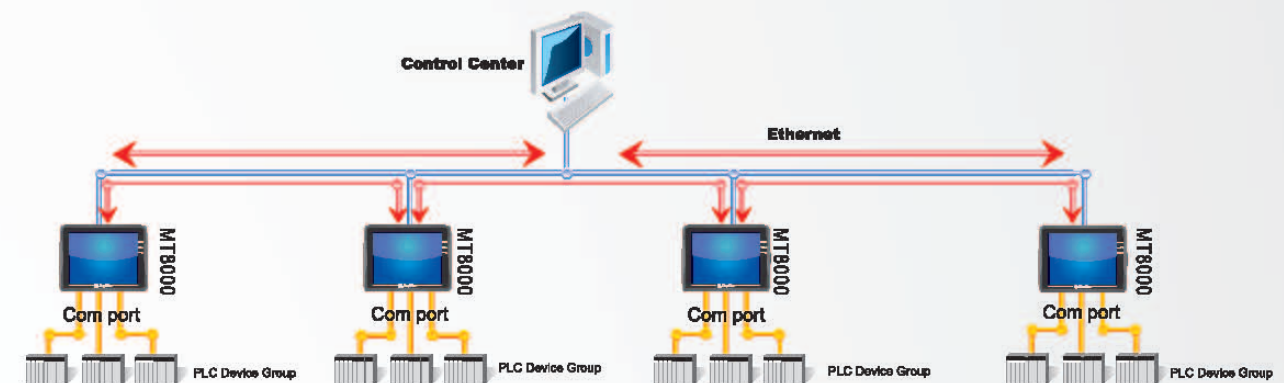 Control Center
Ethernet
MT8000
MT8000
MT8000
MT8000
Com port
Com port
Com port
Com port
PLC Device Group
PLC Device Group
PLC Device Group
PLC Device Group